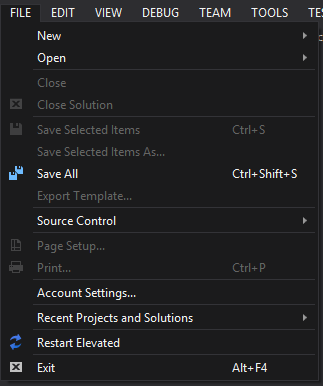 FILE EDIT VIEW DEBUG TEAM TOOLS
New
Open
Close
Close Solution
Save Selected Items Ctrl+S
Save Selected Items As...
Save All Ctrl+Shift+S
Export Template...
Source Control
Page Setup...
Print... Ctrl+P
Account Settings...
Recent Projects and Solutions
Restart Elevated
Exit Alt+F4